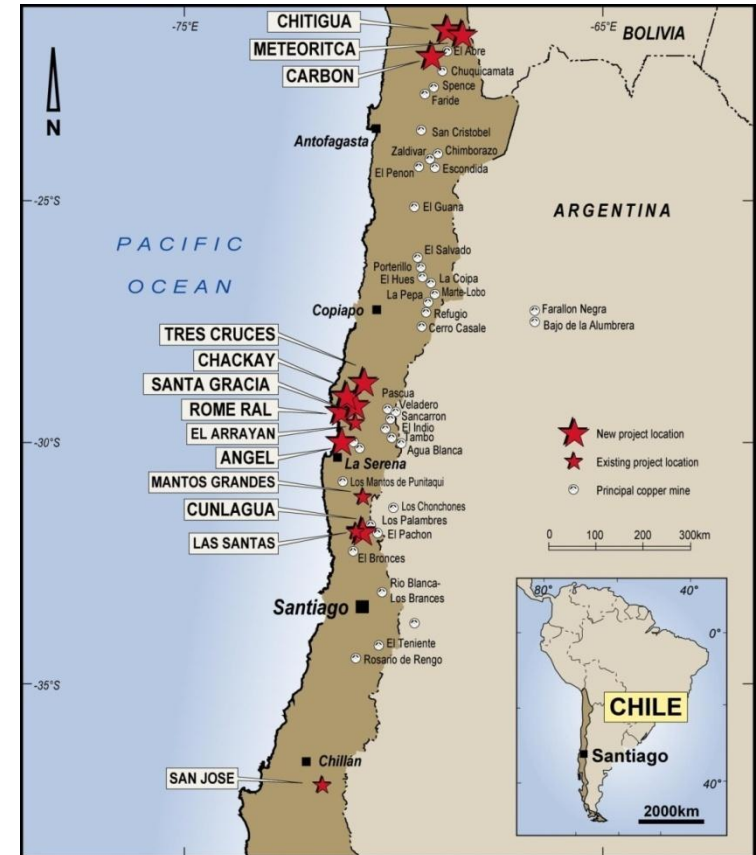 -75°
-65°
CHITIGUA
METEORITCA
CARBON
BOLIVIA
El Abre
Chuquicamata
Spence
Faride
N
Antofagasta
San Cristobel
Zaldivar
Chimborazo
El Penon
Escondida
-25°S
El Guana
ARGENTINA
PACIFIC
OCEAN
El Salvado
Porterillo
El Hues
La Coipa
La Pepa
Marte-Lobo
Copiapo
Refugio
Cerro Casale
Farallon Negra
Bajo de la Alumbrera
TRES CRUCES
CHACKAY
SANTA GRACIA
ROME RAL
EL ARRAYAN
ANGEL
Pascua
Veladero
Sancarron
El Indio
Tambo
Agua Blanca
-30°S
La Serena
MANTOS GRANDES
Los Mantos de Punitaqui
CUNLAGUA
Los Chonchones
Los Palambres
LAS SANTAS
El Pachon
El Bronces
New project location
Existing project location
Principal copper mine
0 100 200 300km
Santiago
Rio Blanca-
Los Brances
El Teniente
Rosario de Rengo
-35°S
Chillán
SAN JOSE
80°
40°
0°
CHILE
Santiago
40°
2000km